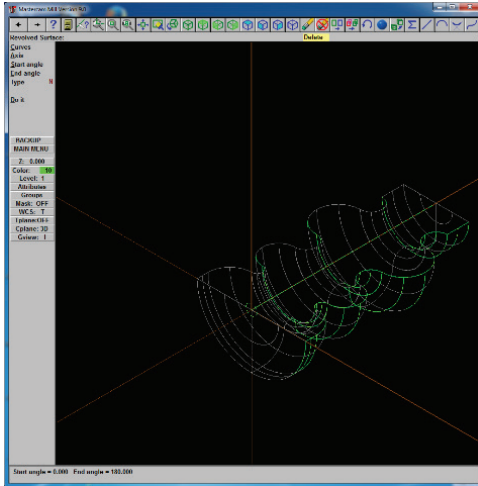 Mastercam Mill Version 9.0
Revolved Surface:
Delete
Curves
Axis
Start angle
End angle
Type N
Do it
BACKUP
MAIN MENU
Z: 0.000
Color: 10
Level: 1
Attributes
Groups
Mask: OFF
WCS: T
Tplane:OFF
Cplane: 3D
Gview: I
Start angle = 0.000 End angle = 180.000